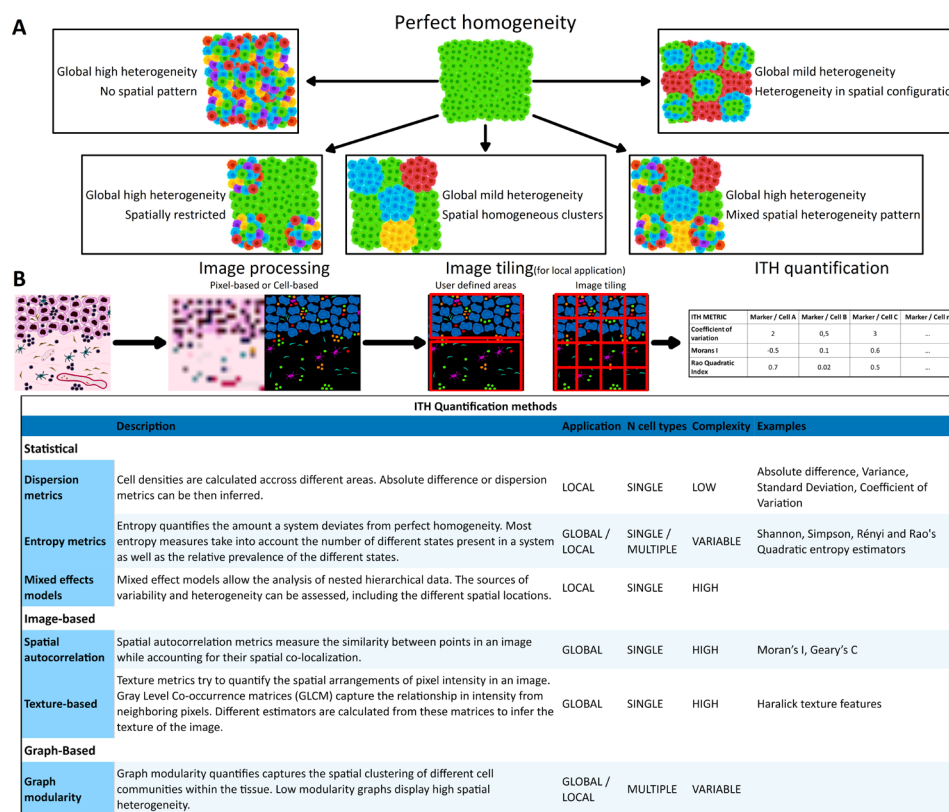 A
Perfect homogeneity
Global high heterogeneity
No spatial pattern
Global mild heterogeneity
Heterogeneity in spatial configuration
Global high heterogeneity
Spatially restricted
Global mild heterogeneity
Spatial homogeneous clusters
Global high heterogeneity
Mixed spatial heterogeneity pattern
B
Image processing
Pixel-based or Cell-based
Image tiling(for local application)
User defined areas
Image tiling
ITH quantification
ITH METRIC Marker / Cell A Marker / Cell B Marker / Cell C Marker / Cell n
Coefficient of
variation 2 0,5 3 ...
Morans I -0.5 0.1 0.6 ...
Rao Quadratic
Index 0.7 0.02 0.5 ...
ITH Quantification methods
Description Application N cell types Complexity Examples
Statistical
Dispersion
metrics
Cell densities are calculated accross different areas. Absolute difference or dispersion
metrics can be then inferred.
LOCAL SINGLE LOW
Absolute difference, Variance,
Standard Deviation, Coefficient of
Variation
Entropy metrics
Entropy quantifies the amount a system deviates from perfect homogeneity. Most
entropy measures take into account the number of different states present in a system
as well as the relative prevalence of the different states.
GLOBAL /
LOCAL
SINGLE /
MULTIPLE
VARIABLE
Shannon, Simpson, Rényi and Rao's
Quadratic entropy estimators
Mixed effects
models
Mixed effect models allow the analysis of nested hierarchical data. The sources of
variability and heterogeneity can be assessed, including the different spatial locations.
LOCAL SINGLE HIGH
Image-based
Spatial
autocorrelation
Spatial autocorrelation metrics measure the similarity between points in an image
while accounting for their spatial co-localization.
GLOBAL SINGLE HIGH Moran's I, Geary's C
Texture-based
Texture metrics try to quantify the spatial arrangements of pixel intensity in an image.
Gray Level Co-occurrence matrices (GLCM) capture the relationship in intensity from
neighboring pixels. Different estimators are calculated from these matrices to infer the
texture of the image.
GLOBAL SINGLE HIGH Haralick texture features
Graph-Based
Graph
modularity
Graph modularity quantifies captures the spatial clustering of different cell
communities within the tissue. Low modularity graphs display high spatial
heterogeneity.
GLOBAL /
LOCAL
MULTIPLE VARIABLE